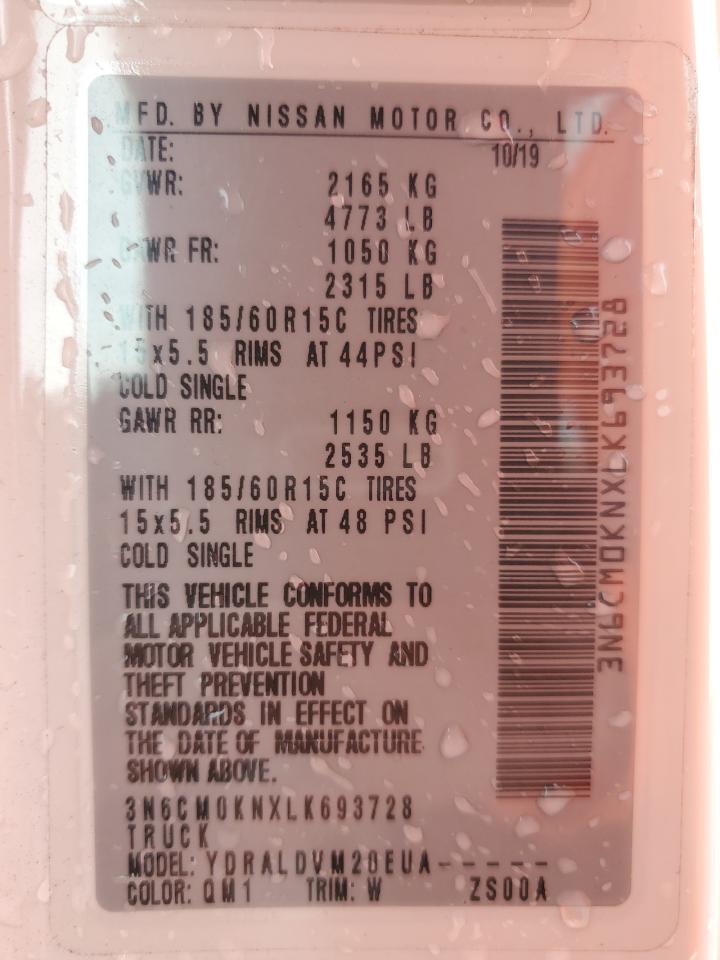 MFD. BY NISSAN MOTOR CO., LTD.
DATE: 10/19
GVWR: 2165 KG
4773 LB
GAWR FR: 1050 KG
2315 LB
WITH 185/60R15C TIRES
15x5.5 RIMS AT 44PSI
COLD SINGLE
GAWR RR: 1150 KG
2535 LB
WITH 185/60R15C TIRES
15x5.5 RIMS AT 48 PSI
COLD SINGLE
THIS VEHICLE CONFORMS TO
ALL APPLICABLE FEDERAL
MOTOR VEHICLE SAFETY AND
THEFT PREVENTION
STANDARDS IN EFFECT ON
THE DATE OF MANUFACTURE
SHOWN ABOVE.
3N6CM0KNXLK693728
TRUCK
MODEL: YDRALDVM20EUA-----
COLOR: QM1 TRIM: W ZS00A
3N6CM0KNXLK693728